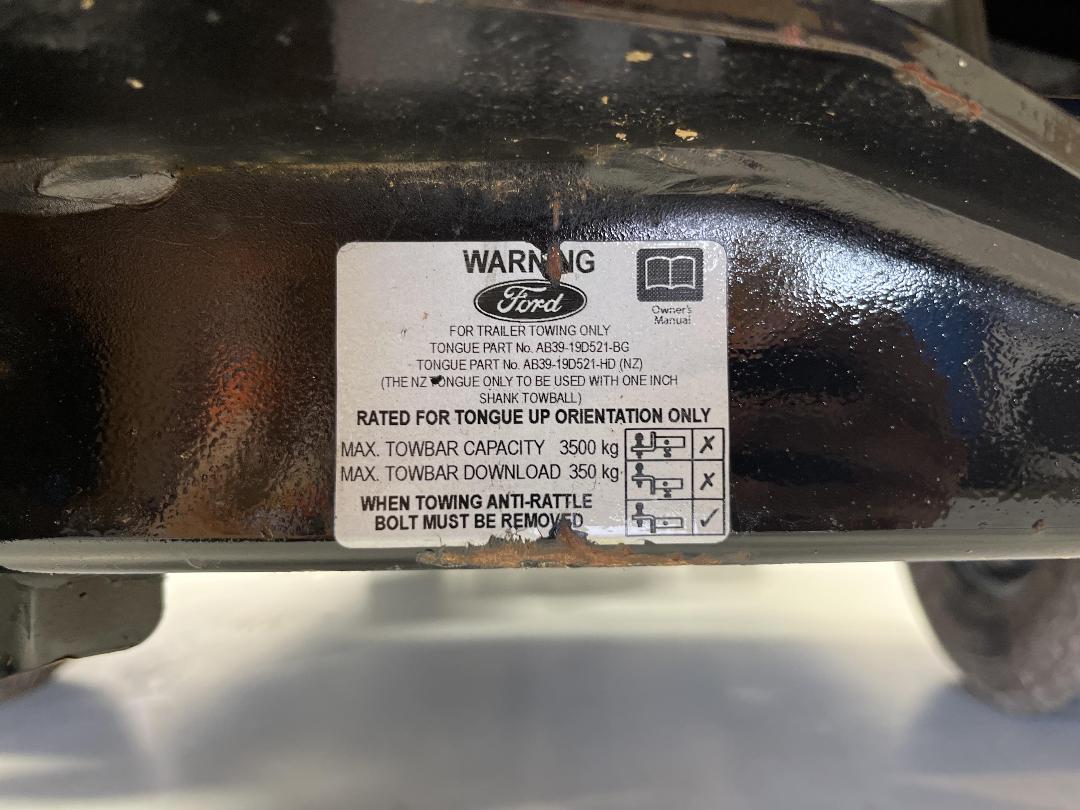 WARNING
Ford
Owner's
Manual
FOR TRAILER TOWING ONLY
TONGUE PART No. AB39-19D521-BG
TONGUE PART No. AB39-19D521-HD (NZ)
(THE NZ TONGUE ONLY TO BE USED WITH ONE INCH
SHANK TOWBALL)
RATED FOR TONGUE UP ORIENTATION ONLY
MAX. TOWBAR CAPACITY 3500 kg
MAX. TOWBAR DOWNLOAD 350 kg
WHEN TOWING ANTI-RATTLE
BOLT MUST BE REMOVED